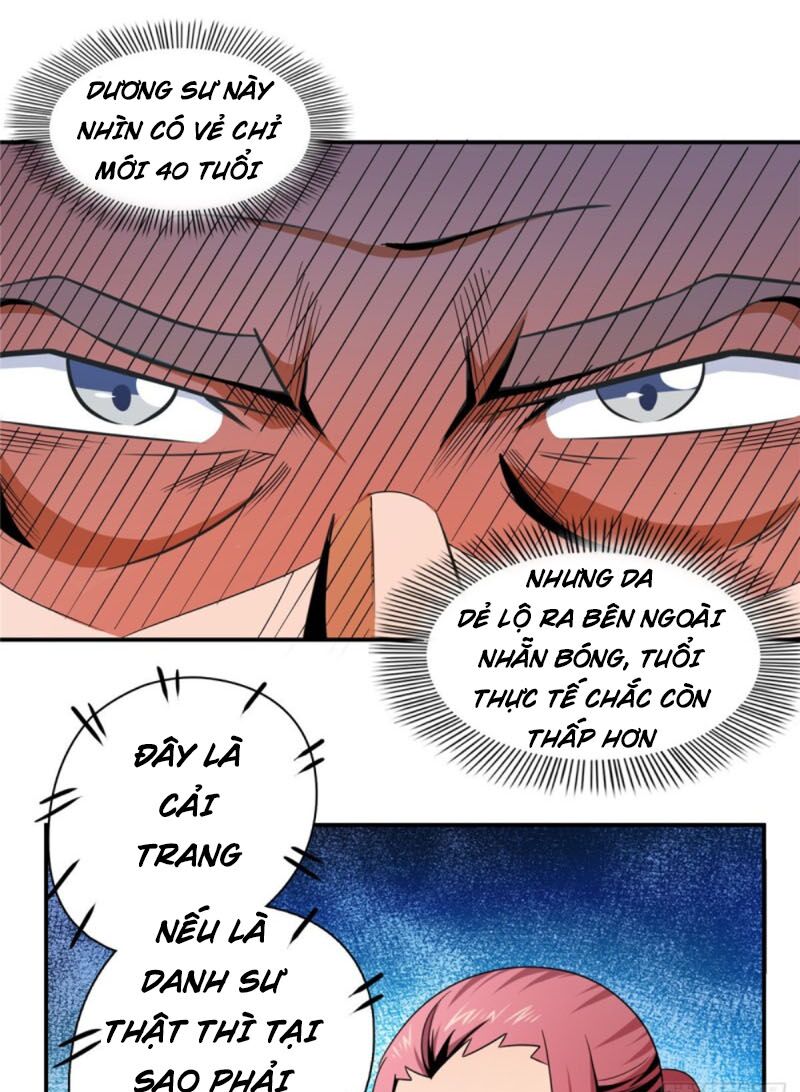 DƯƠNG SƯ NÀY
NHÌN CÓ VẺ CHỈ
MỚI 40 TUỔI
NHƯNG DA
DẺ LỘ RA BÊN NGOÀI
NHẴN BÓNG, TUỔI
THỰC TẾ CHẮC CÒN
THẤP HƠN
ĐÂY LÀ
CẢI
TRANG
NẾU LÀ
DANH SƯ
THẬT THÌ TẠI
SAO PHẢI